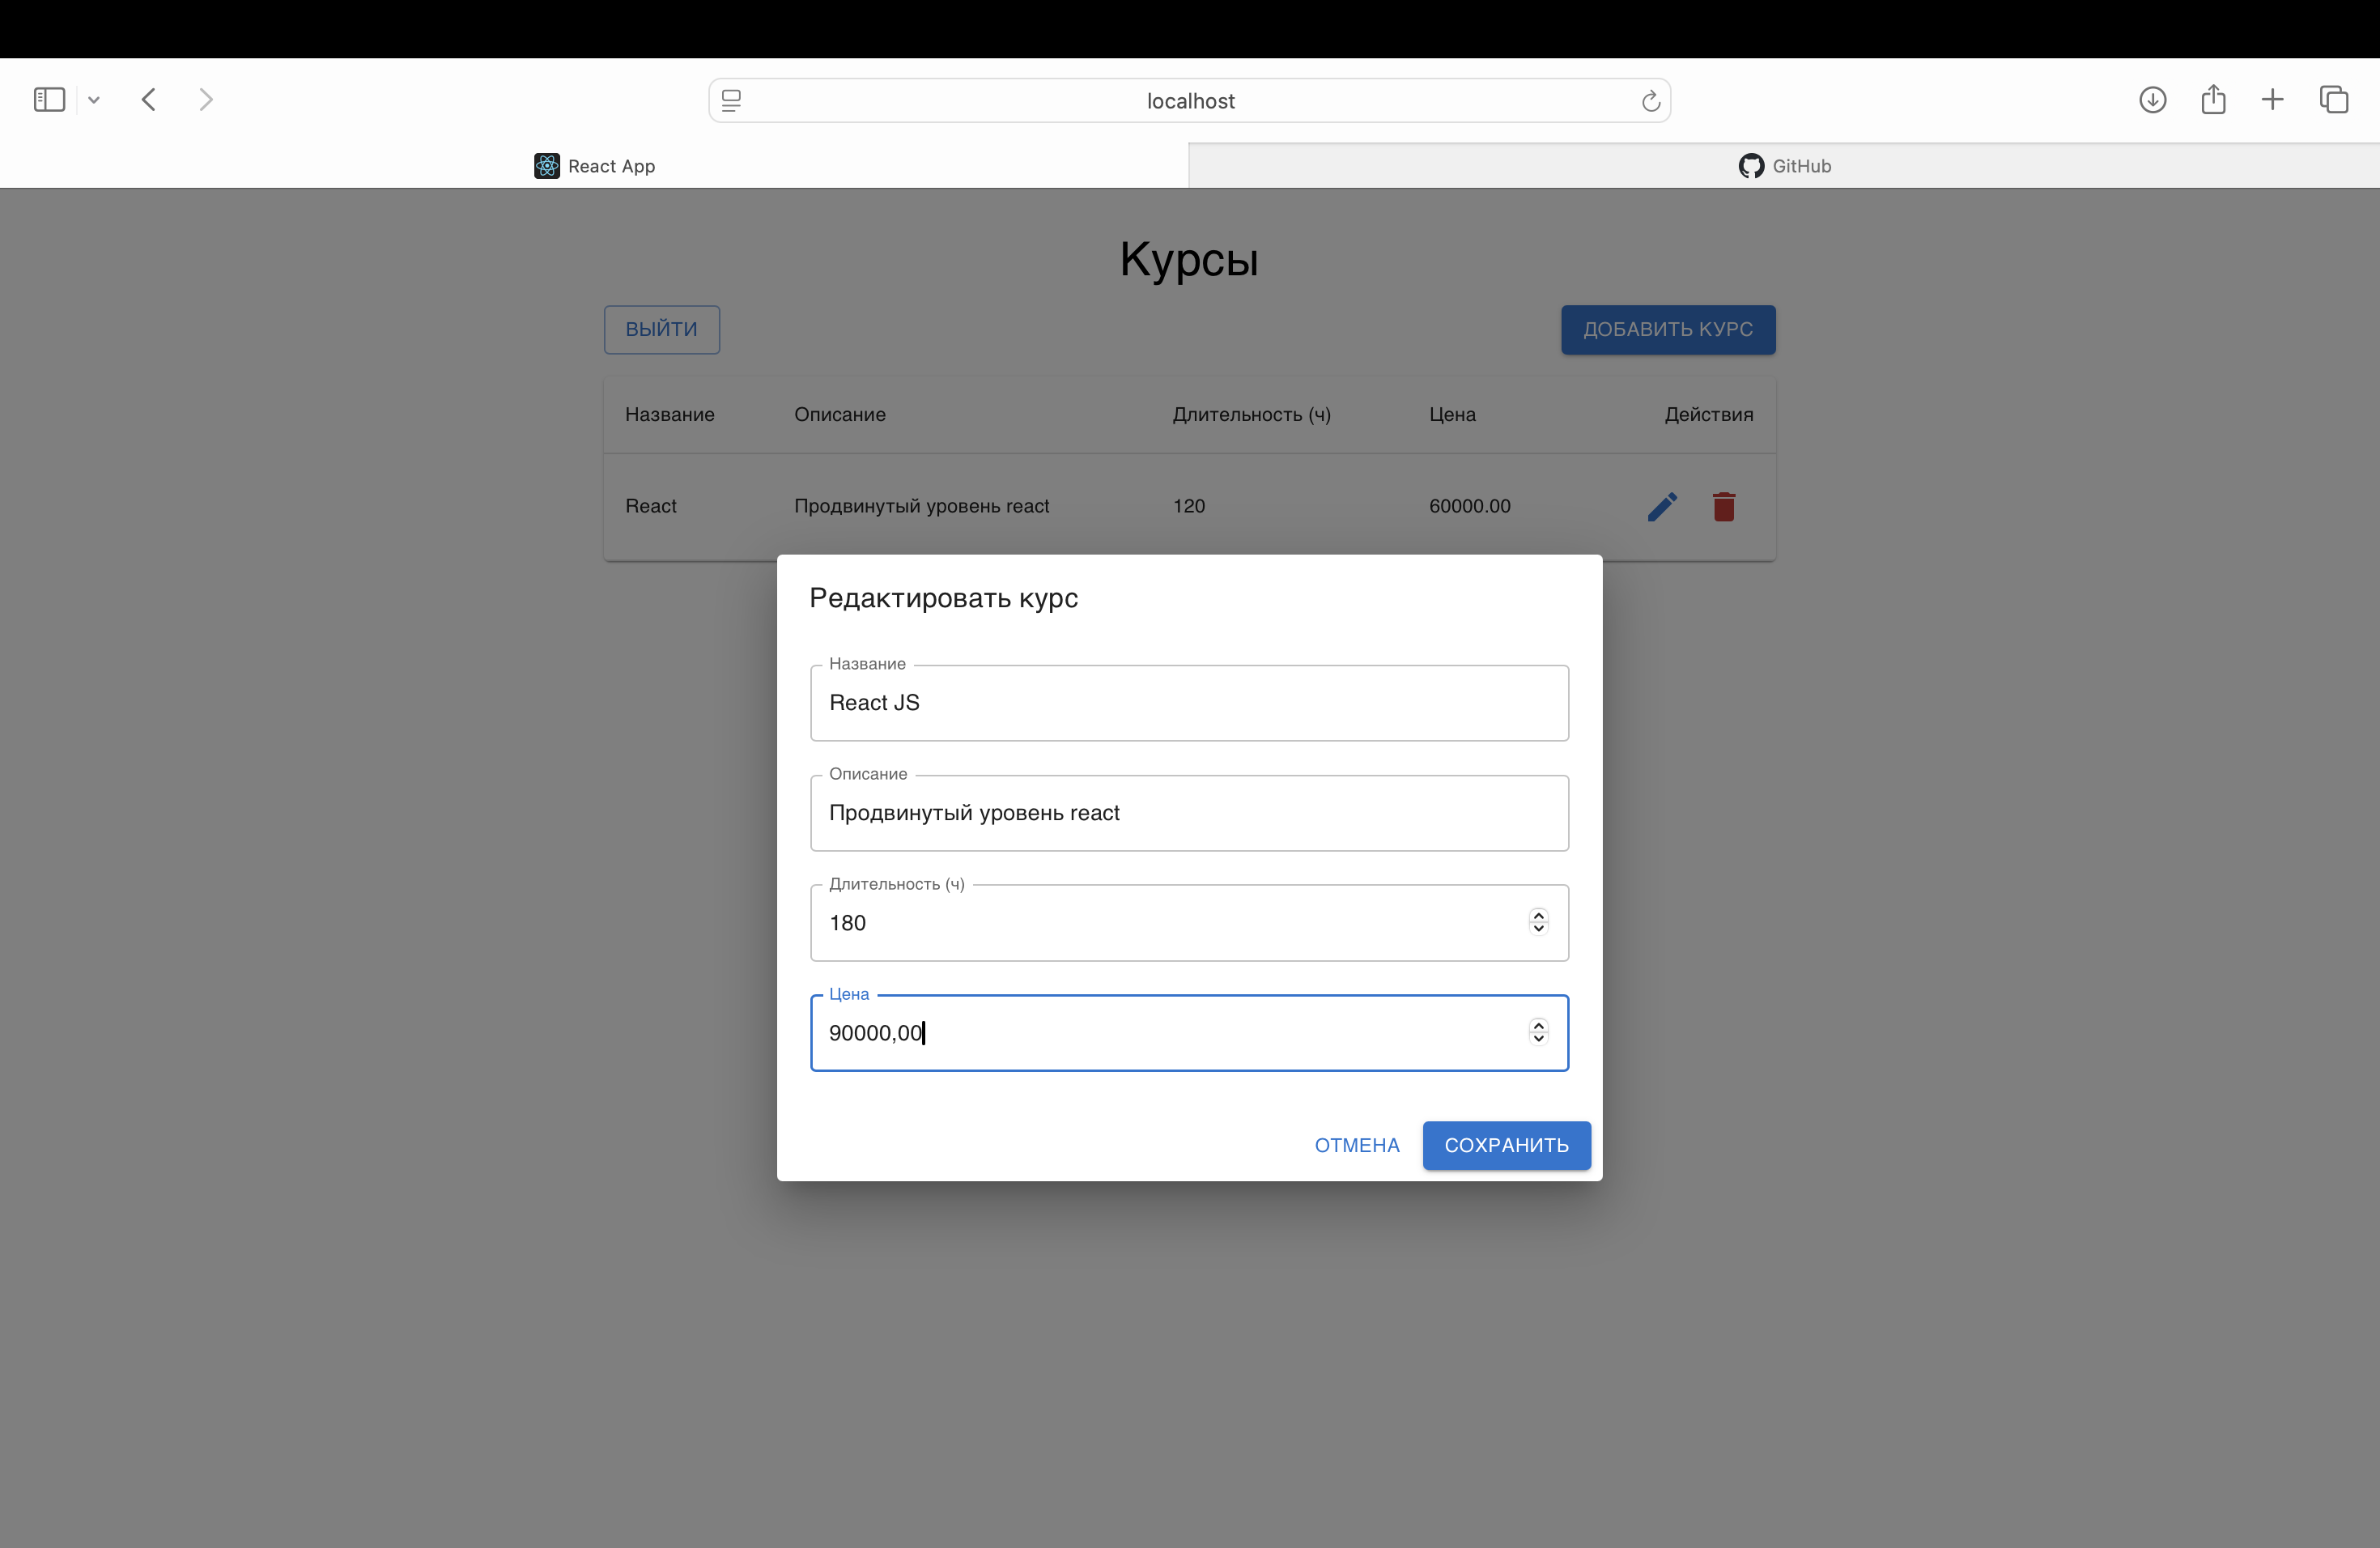 localhost
React App
GitHub
Курсы
ВЫЙТИ
ДОБАВИТЬ КУРС
Название Описание Длительность (ч) Цена Действия
React Продвинутый уровень react 120 60000.00
Редактировать курс
Название
React JS
Описание
Продвинутый уровень react
Длительность (ч)
180
Цена
90000,00
ОТМЕНА
СОХРАНИТЬ